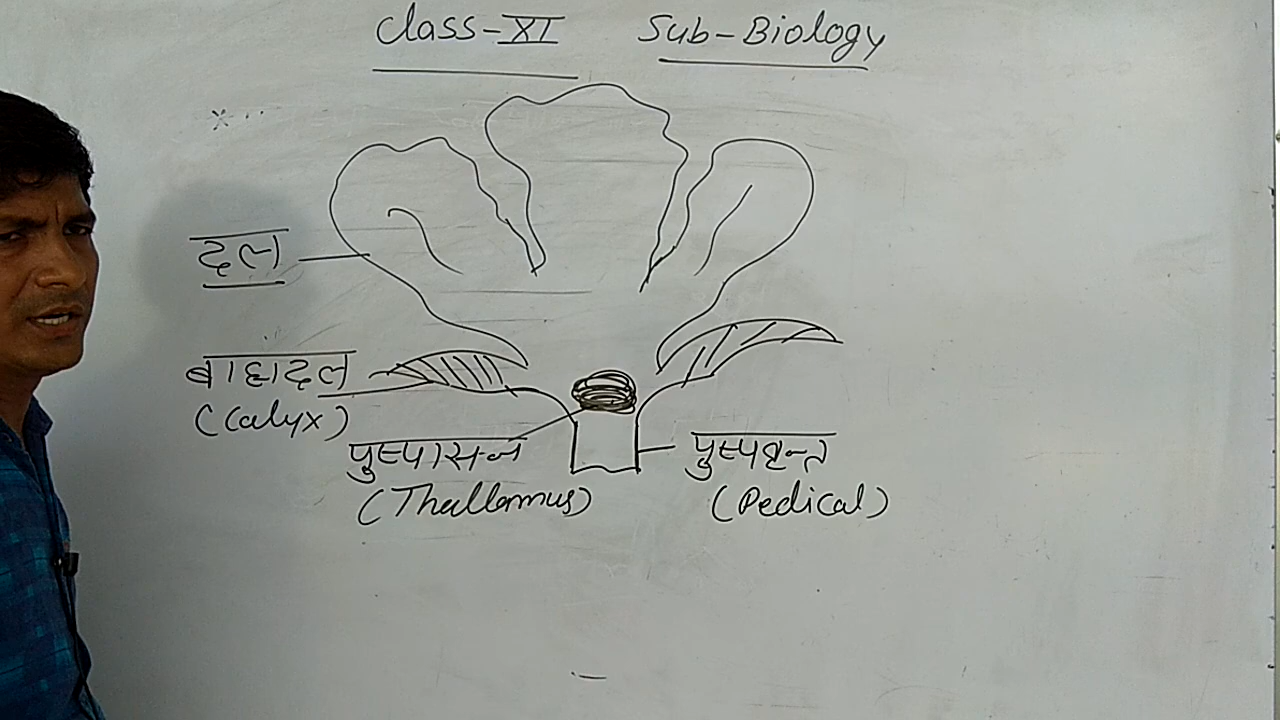 Class-XI Sub-Biology
दल
बाह्यदल
(Calyx)
पुष्पासन
(Thallamus)
पुष्पवृन्त
(Pedical)